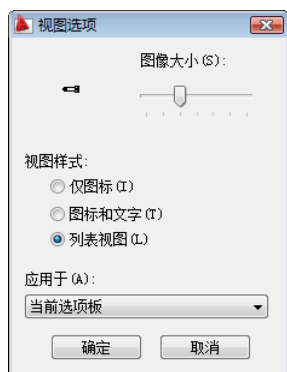 视图选项
图像大小(S):
视图样式:
仅图标(I)
图标和文字(T)
列表视图(L)
应用于(A):
当前选项板
确定 取消